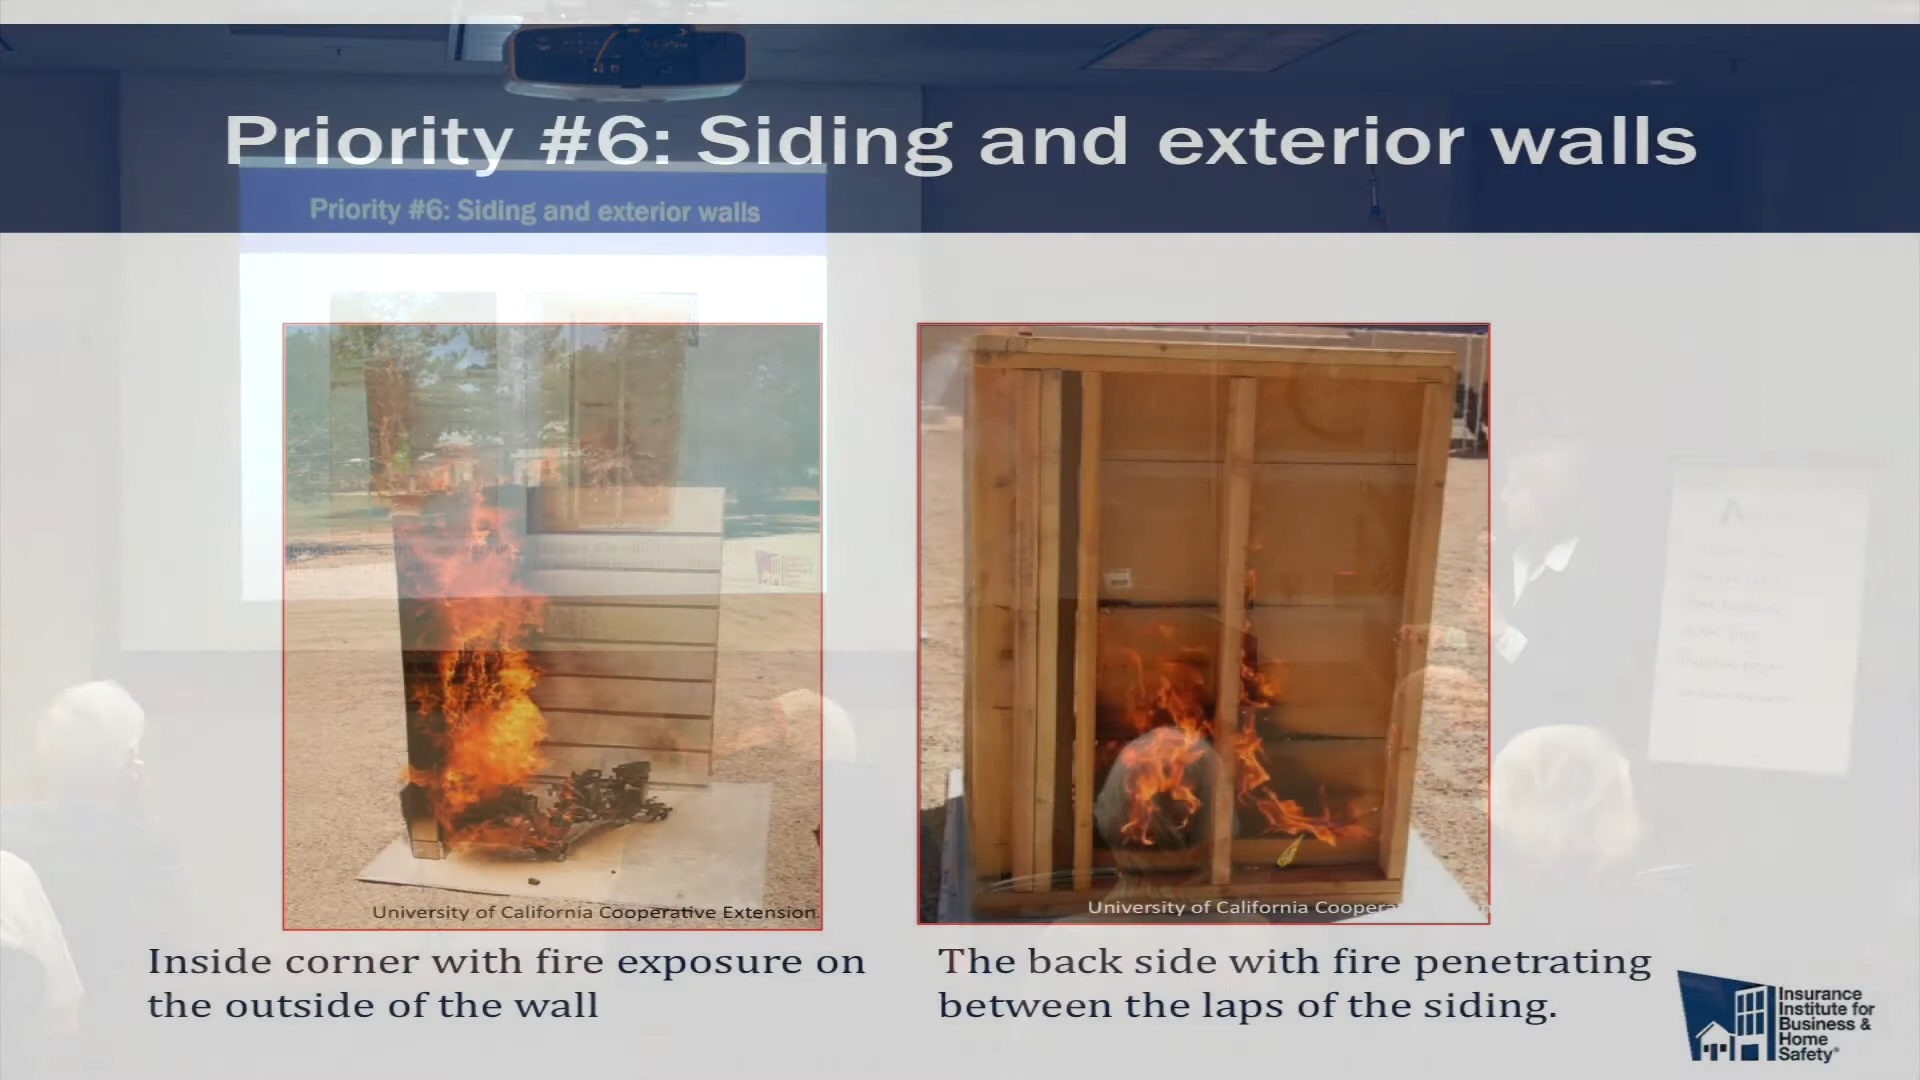 Priority #6: Siding and exterior walls
Priority #6: Siding and exterior walls
University of California Cooperative Extension
University of California Coopera
Inside corner with fire exposure on
the outside of the wall
The back side with fire penetrating
between the laps of the siding.
Insurance
Institute for
Business &
Home
Safety®